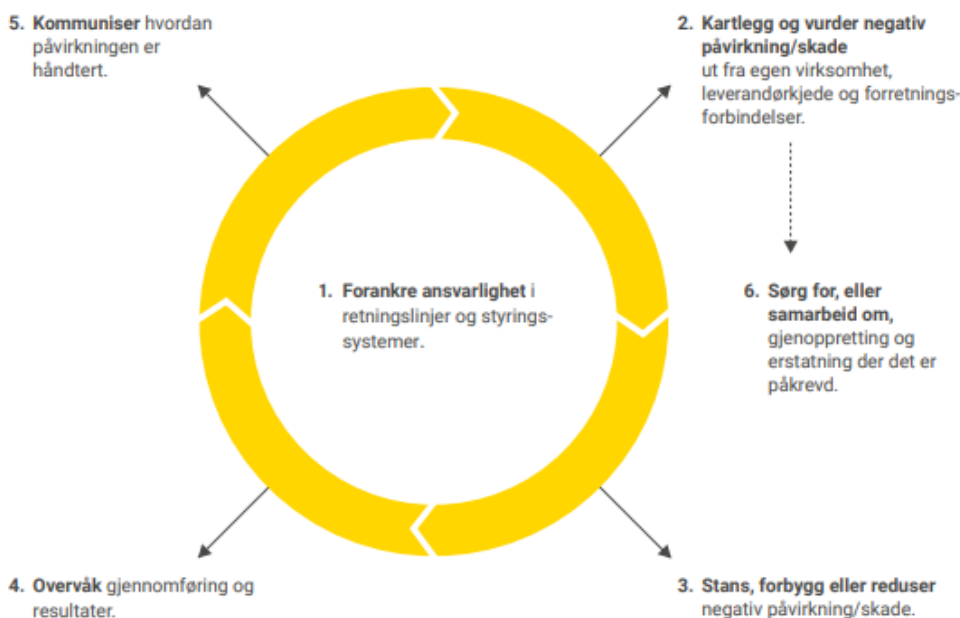 5. Kommuniser hvordan
påvirkningen er
håndtert.
2. Kartlegg og vurder negativ
påvirkning/skade
ut fra egen virksomhet,
leverandørkjede og forretnings-
forbindelser.
1. Forankre ansvarlighet i
retningslinjer og styrings-
systemer.
6. Sørg for, eller
samarbeid om,
gjenoppretting og
erstatning der det er
påkrevd.
4. Overvåk gjennomføring og
resultater.
3. Stans, forbygg eller reduser
negativ påvirkning/skade.